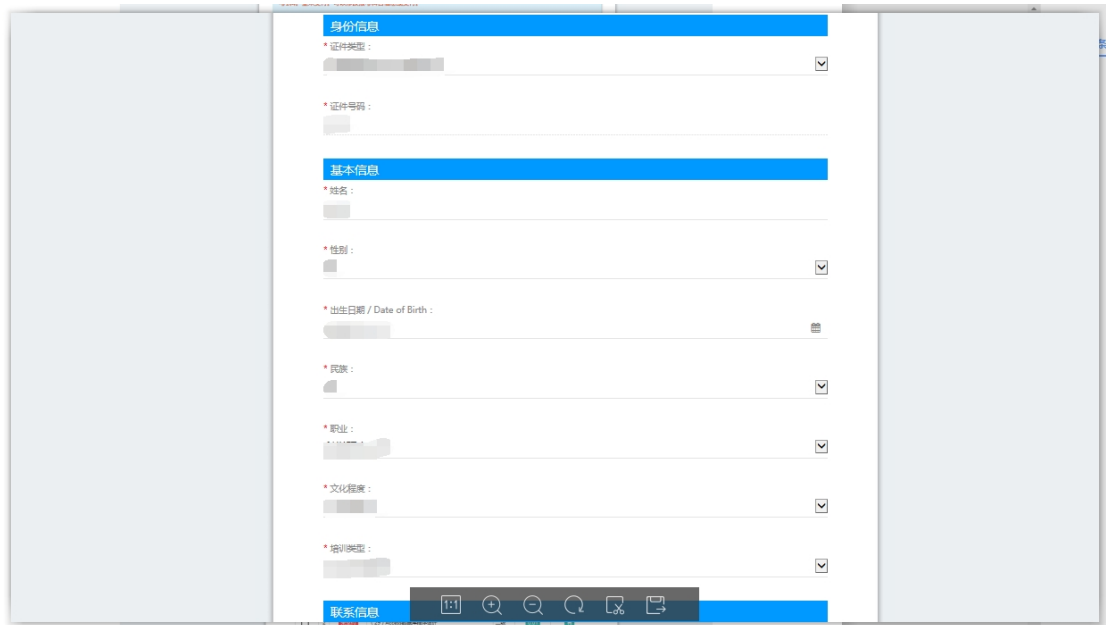 身份信息
* 证件类型：
* 证件号码：
基本信息
* 姓名：
* 性别：
* 出生日期 / Date of Birth：
* 民族：
* 职业：
* 文化程度：
* 培训类型：
联系信息
1:1